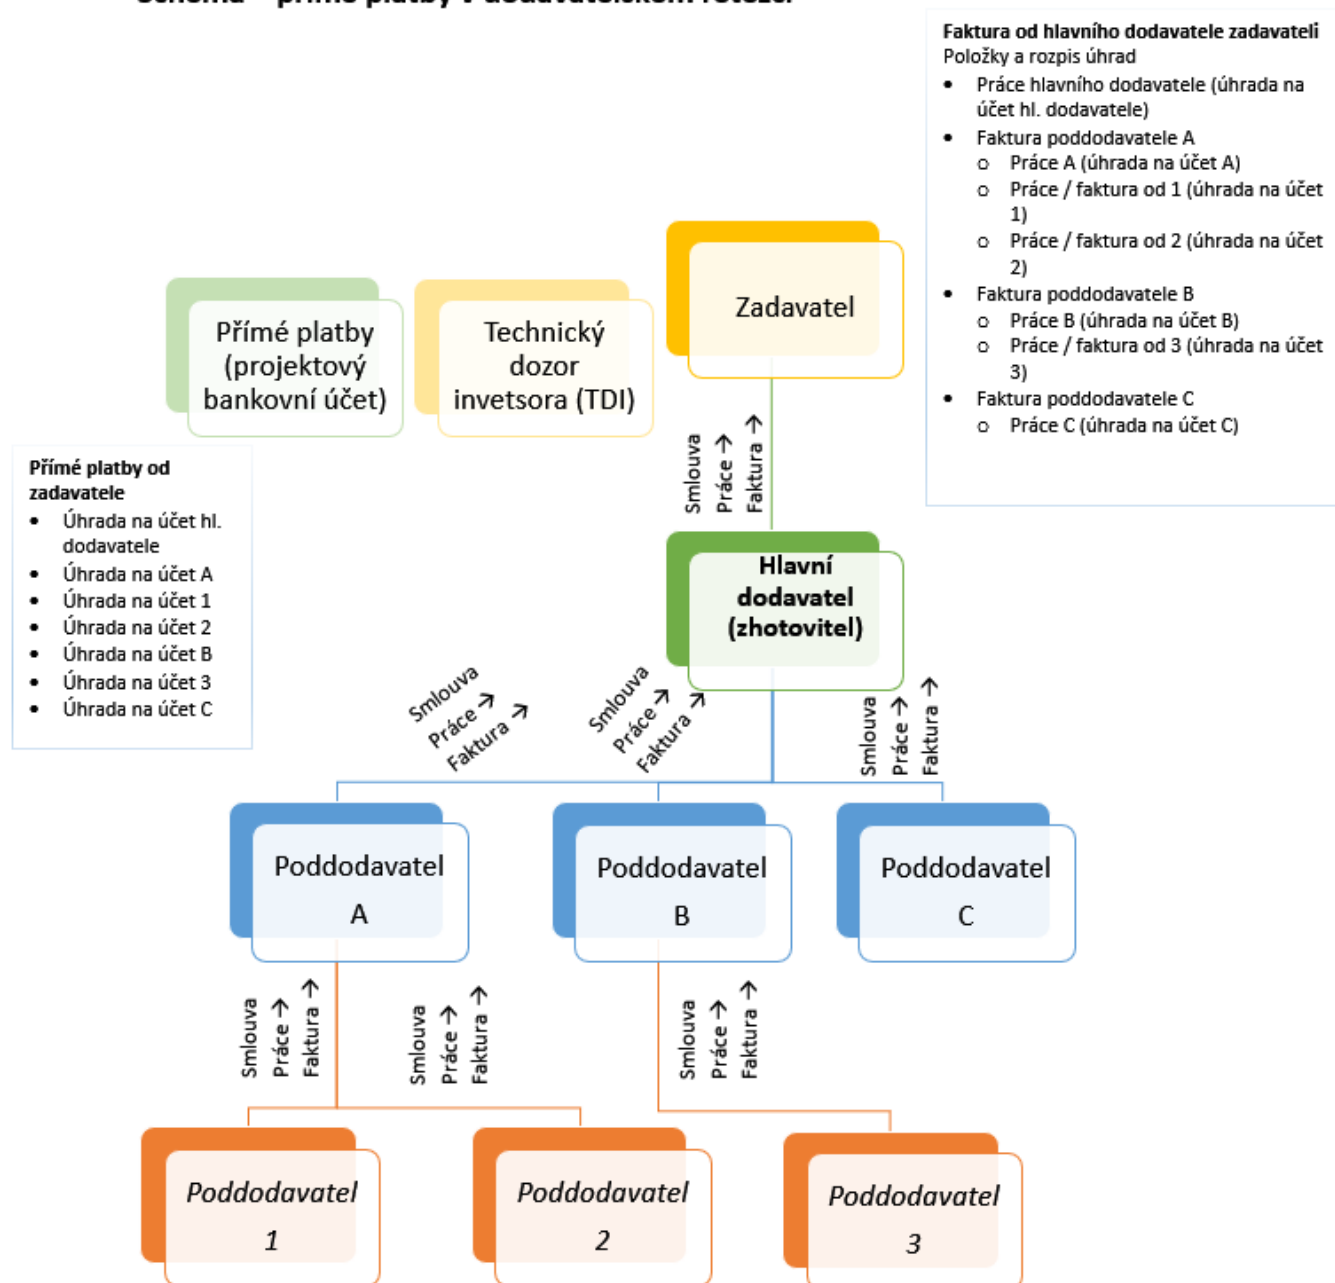 Schéma – přímé platby v dodavatelském řetězci
Faktura od hlavního dodavatele zadavateli
Položky a rozpis úhrad
• Práce hlavního dodavatele (úhrada na
účet hl. dodavatele)
• Faktura poddodavatele A
o Práce A (úhrada na účet A)
o Práce / faktura od 1 (úhrada na účet
1)
o Práce / faktura od 2 (úhrada na účet
2)
• Faktura poddodavatele B
o Práce B (úhrada na účet B)
o Práce / faktura od 3 (úhrada na účet
3)
• Faktura poddodavatele C
o Práce C (úhrada na účet C)
Přímé platby
(projektový
bankovní účet)
Technický
dozor
invetsora (TDI)
Zadavatel
Smlouva
Práce →
Faktura →
Přímé platby od
zadavatele
• Úhrada na účet hl.
dodavatele
• Úhrada na účet A
• Úhrada na účet 1
• Úhrada na účet 2
• Úhrada na účet B
• Úhrada na účet 3
• Úhrada na účet C
Hlavní
dodavatel
(zhotovitel)
Smlouva
Práce →
Faktura →
Smlouva
Práce →
Faktura →
Smlouva
Práce →
Faktura →
Poddodavatel
A
Poddodavatel
B
Poddodavatel
C
Smlouva
Práce →
Faktura →
Smlouva
Práce →
Faktura →
Smlouva
Práce →
Faktura →
Poddodavatel
1
Poddodavatel
2
Poddodavatel
3